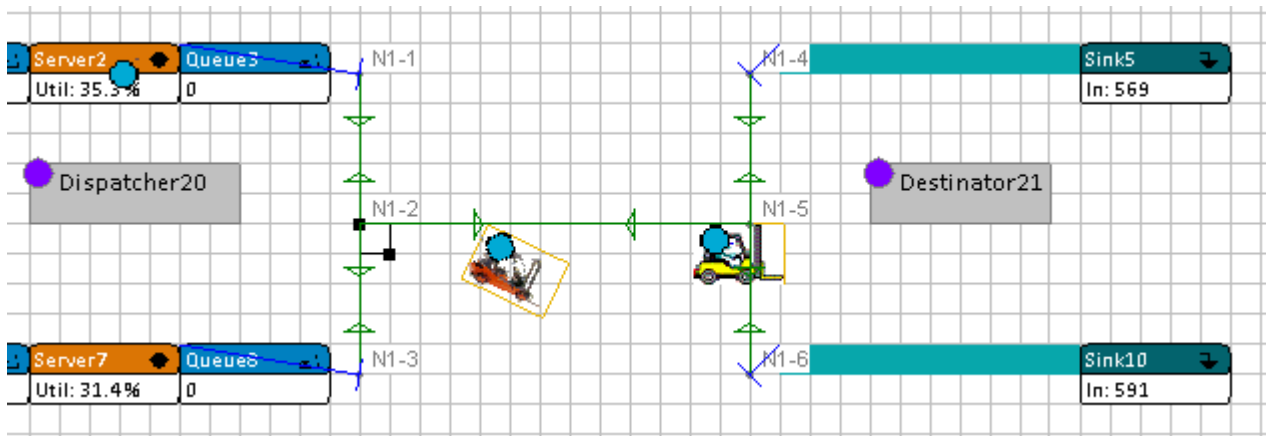 Server2
Queue3
N1-1
N1-4
Sink5
Util: 35.3%
0
In: 569
Dispatcher20
Destinator21
N1-2
N1-5
Server7
Queue8
N1-3
N1-6
Sink10
Util: 31.4%
0
In: 591